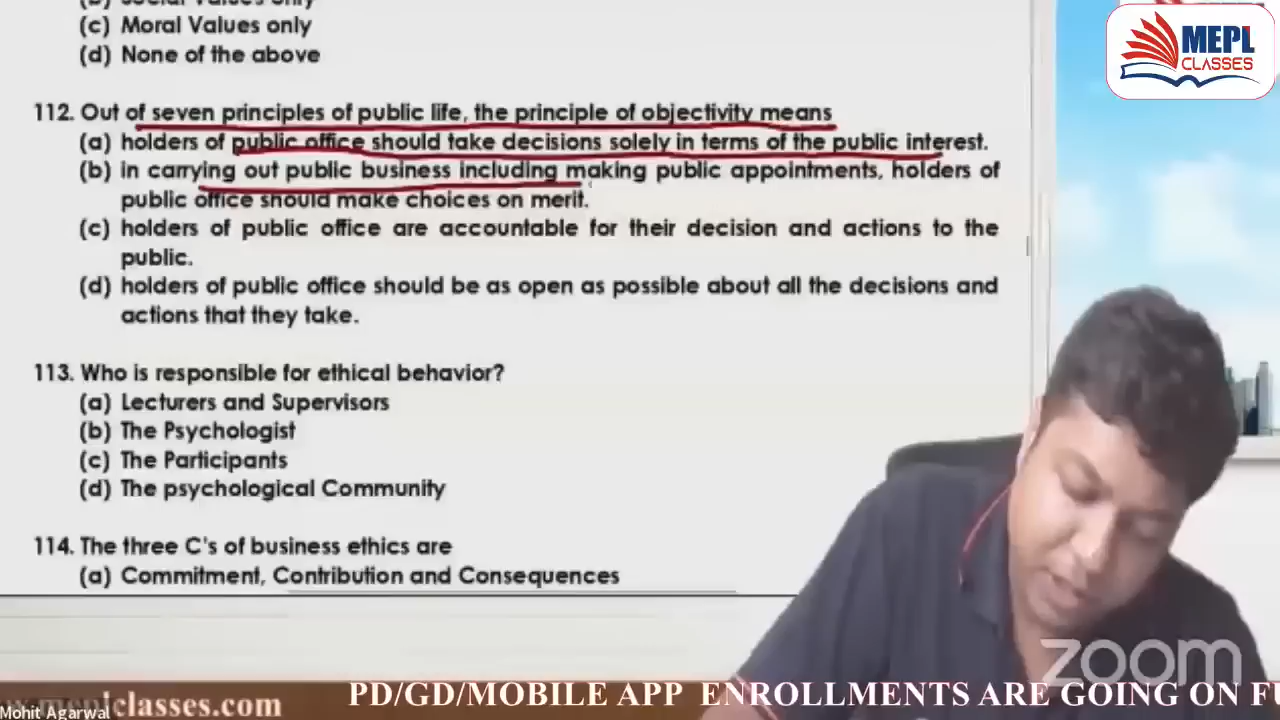 (c) Moral Values only
(d) None of the above
112. Out of seven principles of public life, the principle of objectivity means
(a) holders of public office should take decisions solely in terms of the public interest.
(b) in carrying out public business including making public appointments, holders of
public office should make choices on merit.
(c) holders of public office are accountable for their decision and actions to the
public.
(d) holders of public office should be as open as possible about all the decisions and
actions that they take.
113. Who is responsible for ethical behavior?
(a) Lecturers and Supervisors
(b) The Psychologist
(c) The Participants
(d) The psychological Community
114. The three C's of business ethics are
(a) Commitment, Contribution and Consequences
MEPL
CLASSES
zoom
classes.com
PD/GD/MOBILE APP ENROLLMENTS ARE GOING ON
Mohit Agarwal